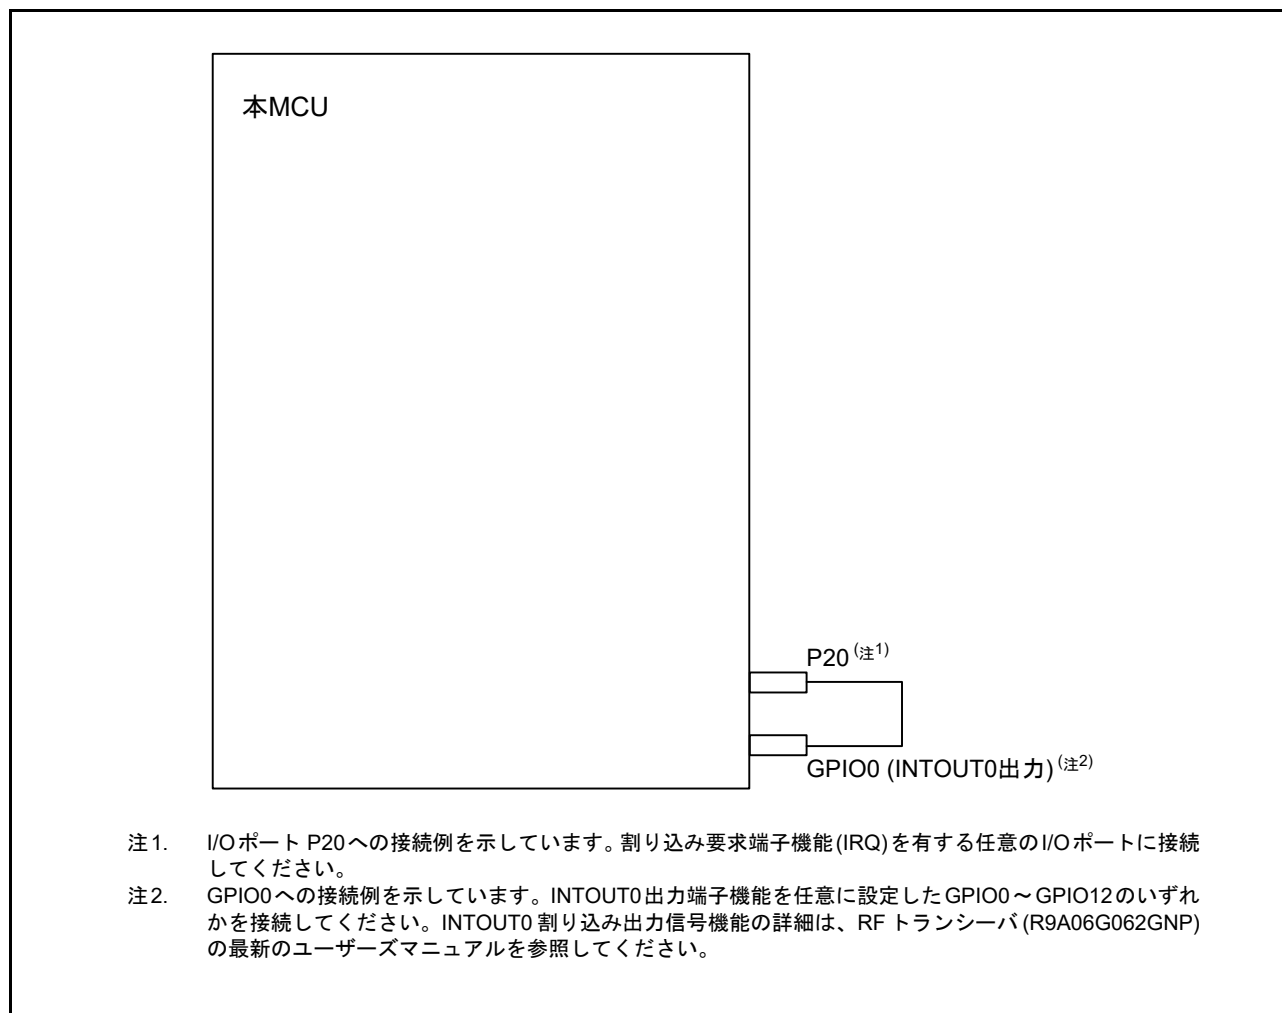 本MCU
P20 (注1)
GPIO0 (INTOUT0出力) (注2)
注1. I/Oポート P20への接続例を示しています。割り込み要求端子機能(IRQ)を有する任意のI/Oポートに接続
してください。
注2. GPIO0への接続例を示しています。INTOUT0出力端子機能を任意に設定したGPIO0～GPIO12のいずれ
かを接続してください。INTOUT0 割り込み出力信号機能の詳細は、RF トランシーバ (R9A06G062GNP)
の最新のユーザーズマニュアルを参照してください。